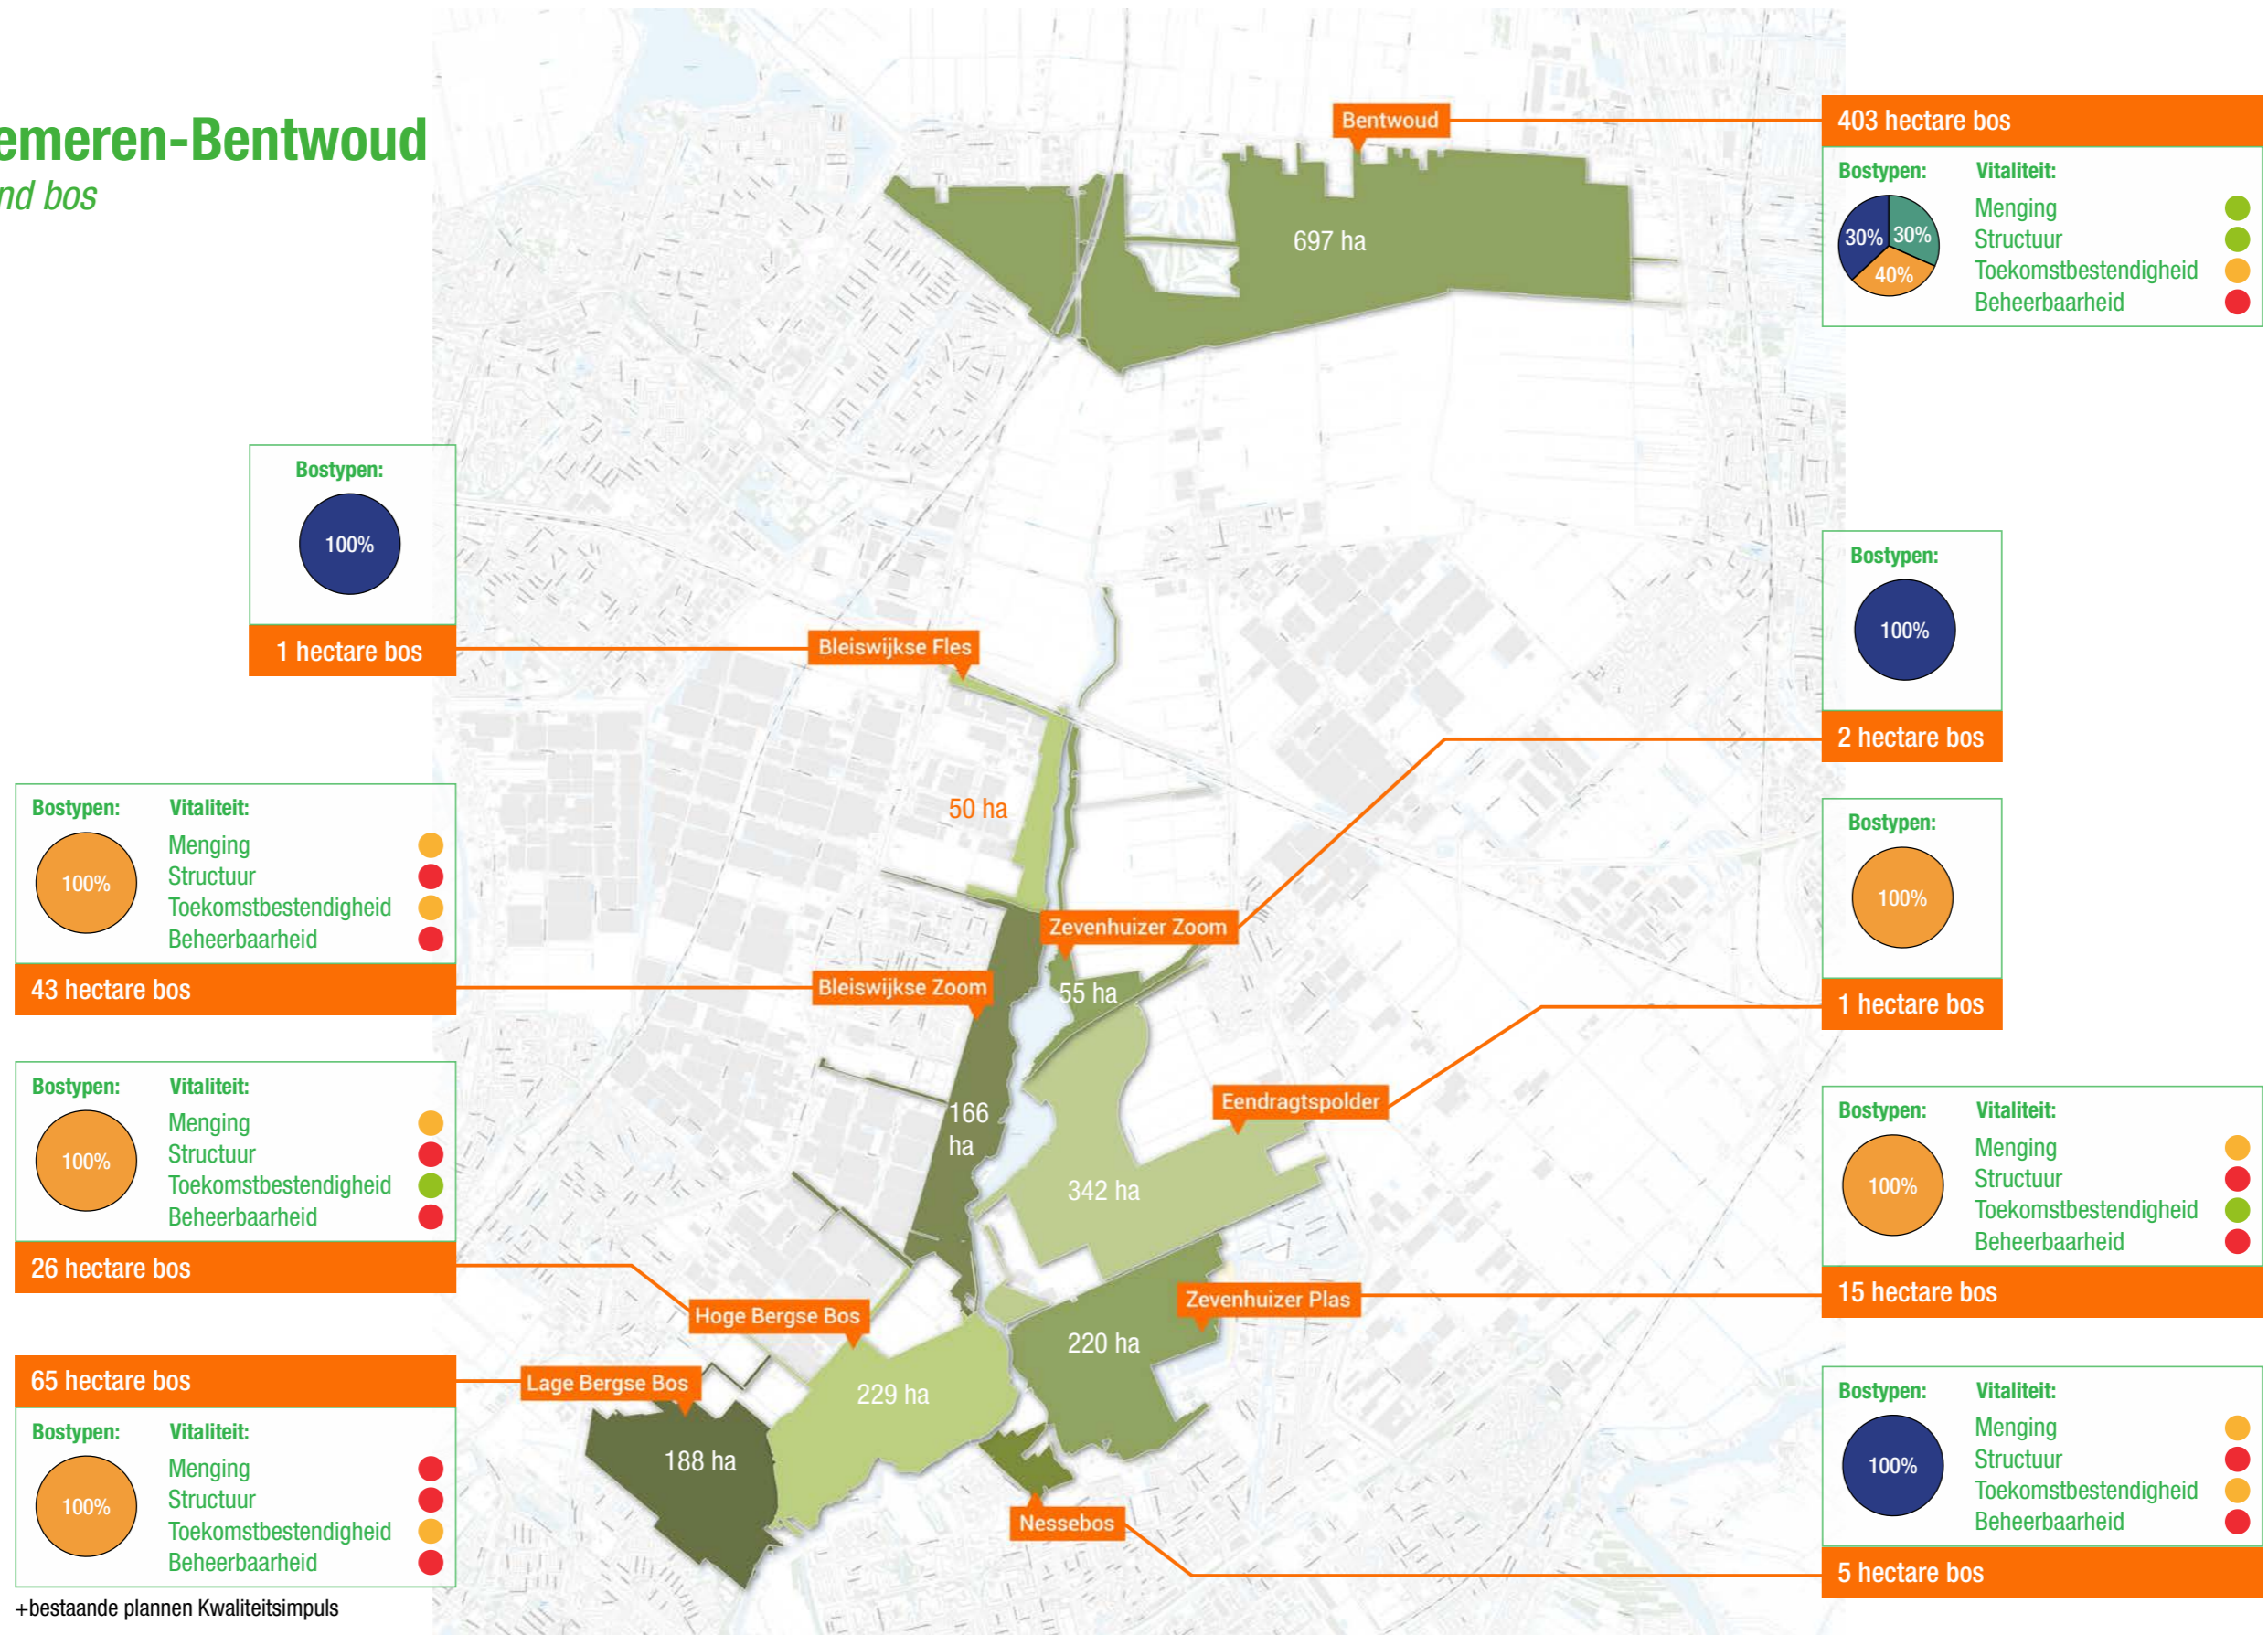 emeren-Bentwoud
nd bos
Bentwoud
403 hectare bos
Bostypen: Vitaliteit:
30% 30% 40%
Menging
Structuur
Toekomstbestendigheid
Beheerbaarheid
697 ha
Bostypen:
100%
1 hectare bos
Bleiswijkse Fles
Bostypen:
100%
2 hectare bos
50 ha
Bostypen: Vitaliteit:
100%
Menging
Structuur
Toekomstbestendigheid
Beheerbaarheid
43 hectare bos
Zevenhuizer Zoom
Bleiswijkse Zoom
55 ha
Bostypen:
100%
1 hectare bos
Bostypen: Vitaliteit:
100%
Menging
Structuur
Toekomstbestendigheid
Beheerbaarheid
26 hectare bos
166
ha
Eendragtspolder
342 ha
Bostypen: Vitaliteit:
100%
Menging
Structuur
Toekomstbestendigheid
Beheerbaarheid
15 hectare bos
Hoge Bergse Bos
Zevenhuizer Plas
220 ha
65 hectare bos
Bostypen: Vitaliteit:
100%
Menging
Structuur
Toekomstbestendigheid
Beheerbaarheid
+bestaande plannen Kwaliteitsimpuls
Lage Bergse Bos
229 ha
188 ha
Nessebos
Bostypen: Vitaliteit:
100%
Menging
Structuur
Toekomstbestendigheid
Beheerbaarheid
5 hectare bos